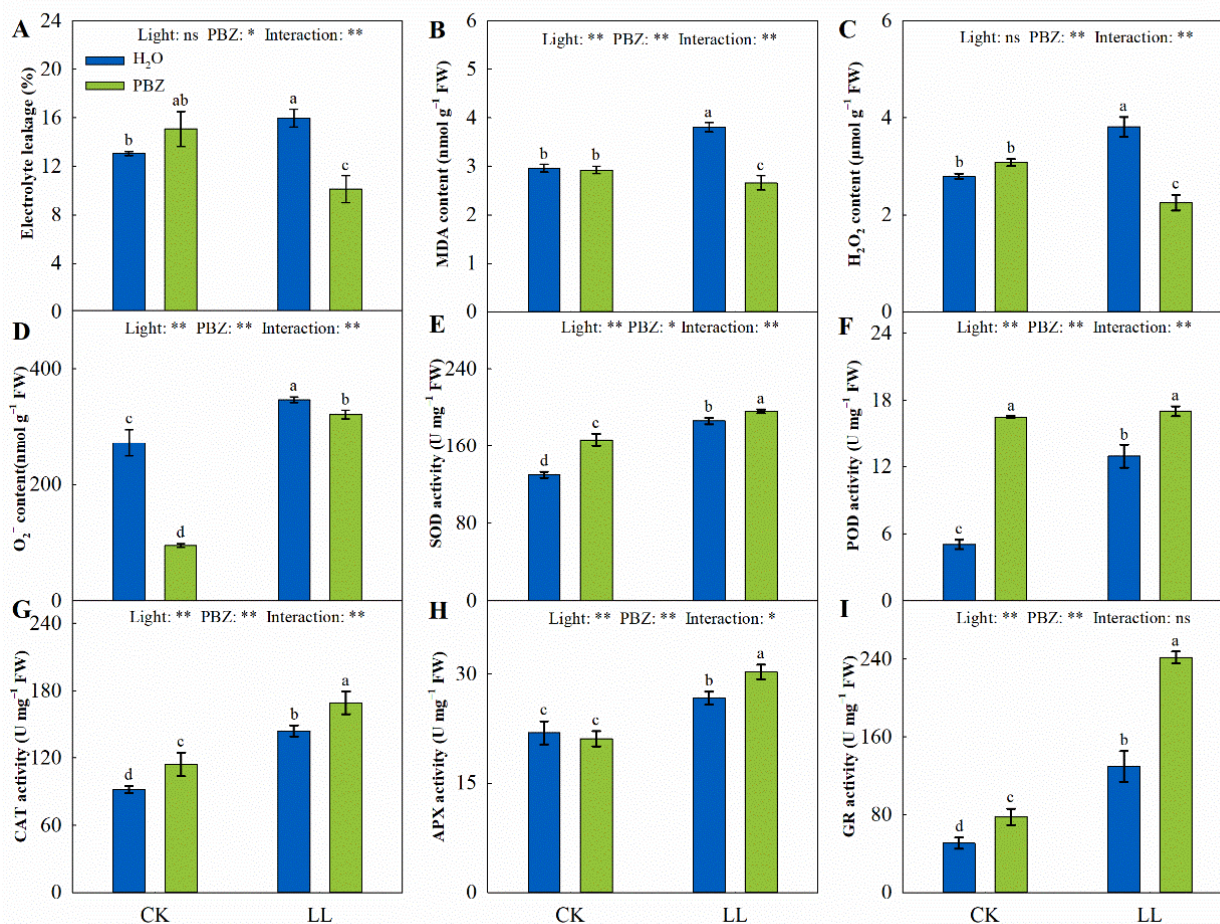 A
Light: ns PBZ: * Interaction: **
H₂O
PBZ
Electrolyte leakage (%)
24
20
16
12
8
4
0
b
ab
a
c
B
Light: ** PBZ: ** Interaction: **
MDA content (nmol g⁻¹ FW)
6
5
4
3
2
1
0
b
b
a
c
C
Light: ns PBZ: ** Interaction: **
H₂O₂ content (μmol g⁻¹ FW)
6
4
2
0
b
b
a
c
D
Light: ** PBZ: ** Interaction: **
O₂⁻ content(nmol g⁻¹ FW)
400
200
0
c
d
a
b
E
Light: ** PBZ: * Interaction: **
SOD activity (U mg⁻¹ FW)
240
160
80
0
d
c
b
a
F
Light: ** PBZ: ** Interaction: **
POD activity (U mg⁻¹ FW)
24
18
12
6
0
c
a
b
a
G
Light: ** PBZ: ** Interaction: **
CAT activity (U mg⁻¹ FW)
240
180
120
60
0
d
c
b
a
CK
LL
H
Light: ** PBZ: ** Interaction: *
APX activity (U mg⁻¹ FW)
30
15
0
c
c
b
a
CK
LL
I
Light: ** PBZ: ** Interaction: ns
GR activity (U mg⁻¹ FW)
240
160
80
0
d
c
b
a
CK
LL